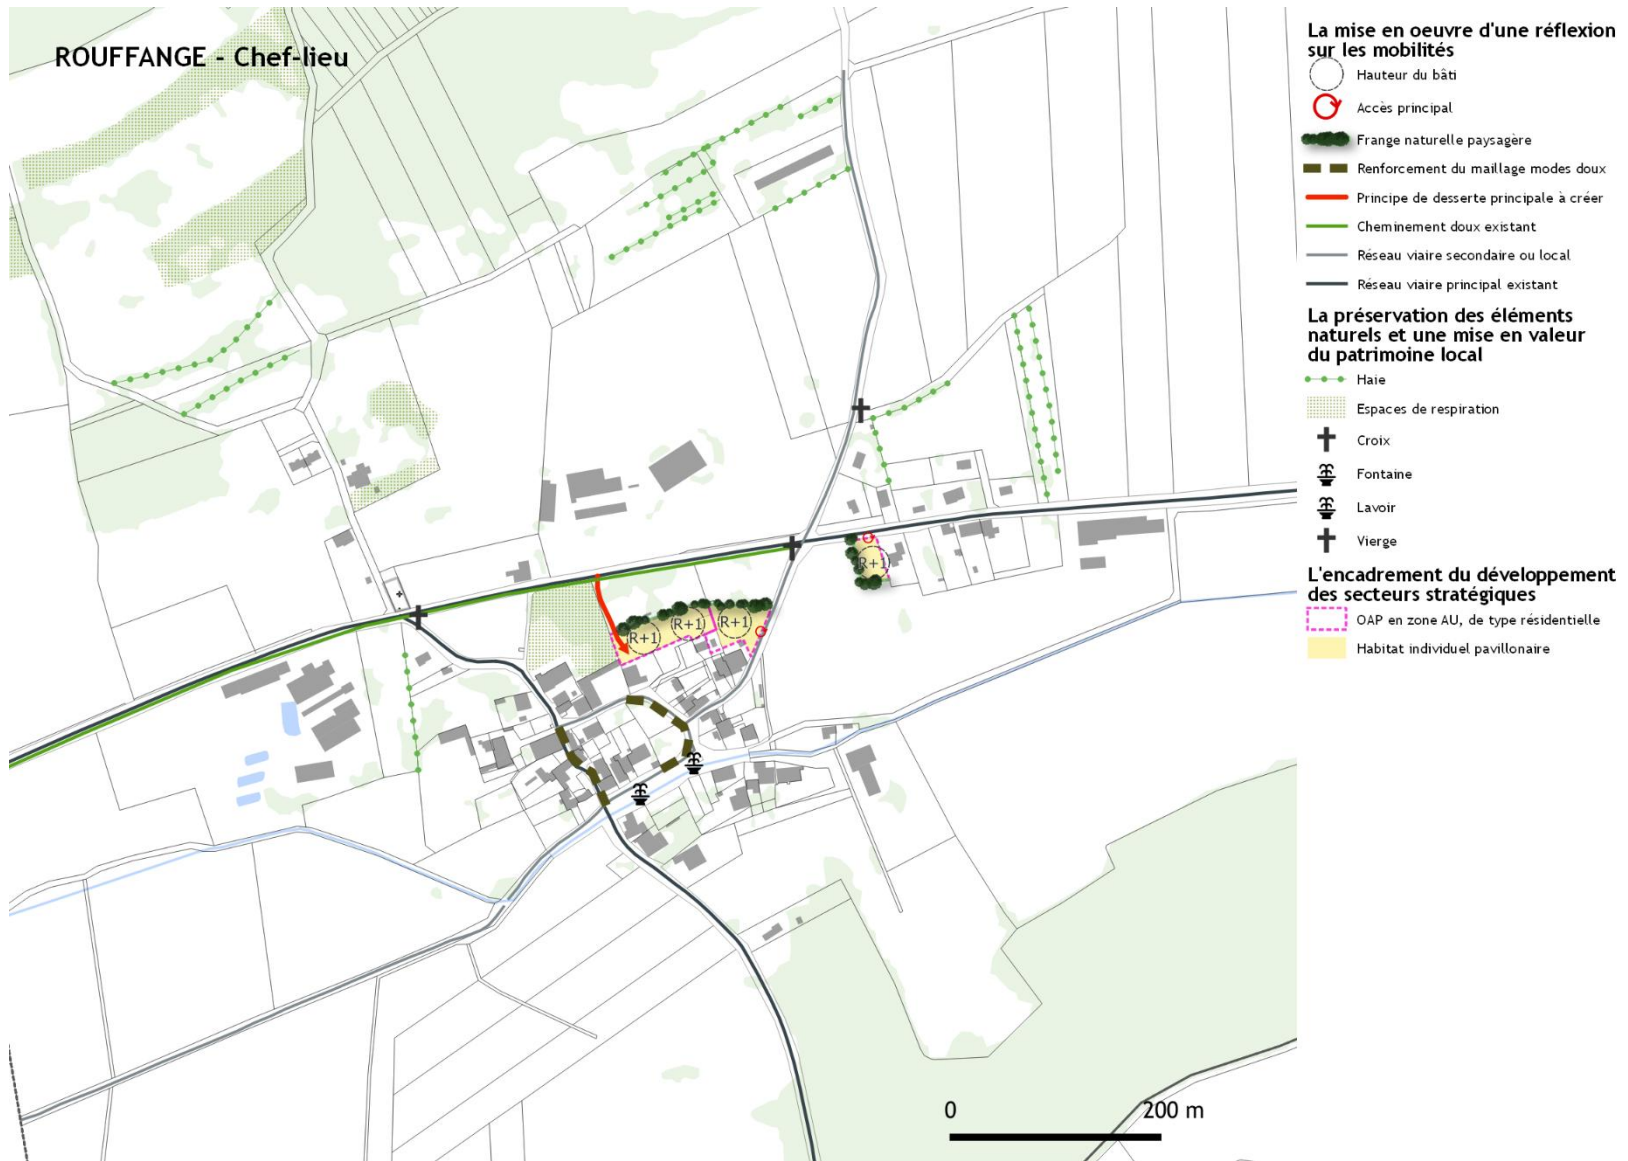 ROUFFANGE - Chef-lieu
La mise en oeuvre d'une réflexion
sur les mobilités
Hauteur du bâti
Accès principal
Frange naturelle paysagère
Renforcement du maillage modes doux
Principe de desserte principale à créer
Cheminement doux existant
Réseau viaire secondaire ou local
Réseau viaire principal existant
La préservation des éléments
naturels et une mise en valeur
du patrimoine local
Haie
Espaces de respiration
Croix
Fontaine
Lavoir
Vierge
L'encadrement du développement
des secteurs stratégiques
OAP en zone AU, de type résidentielle
Habitat individuel pavillonaire
R+1
R+1
R+1
R+1
0 200 m